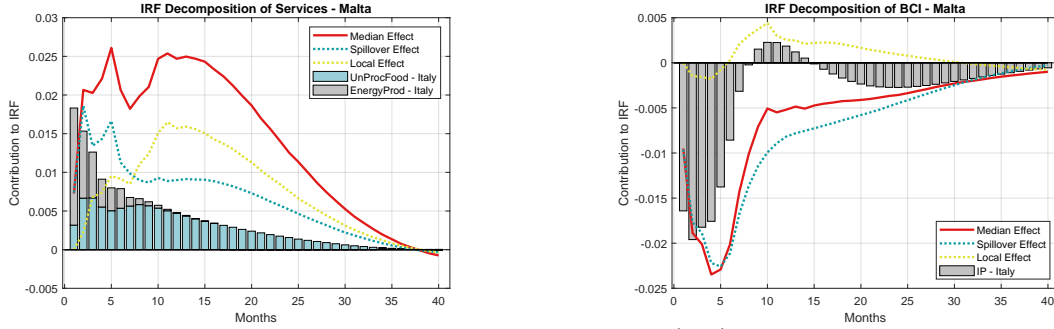 IRF Decomposition of Services - Malta
0.03
0.025
0.02
0.015
0.01
0.005
0
-0.005
Contribution to IRF
Median Effect
Spillover Effect
Local Effect
UnProcFood - Italy
EnergyProd - Italy
0 5 10 15 20 25 30 35 40
Months
IRF Decomposition of BCI - Malta
0.005
0
-0.005
-0.01
-0.015
-0.02
-0.025
Contribution to IRF
Median Effect
Spillover Effect
Local Effect
IP - Italy
0 5 10 15 20 25 30 35 40
Months